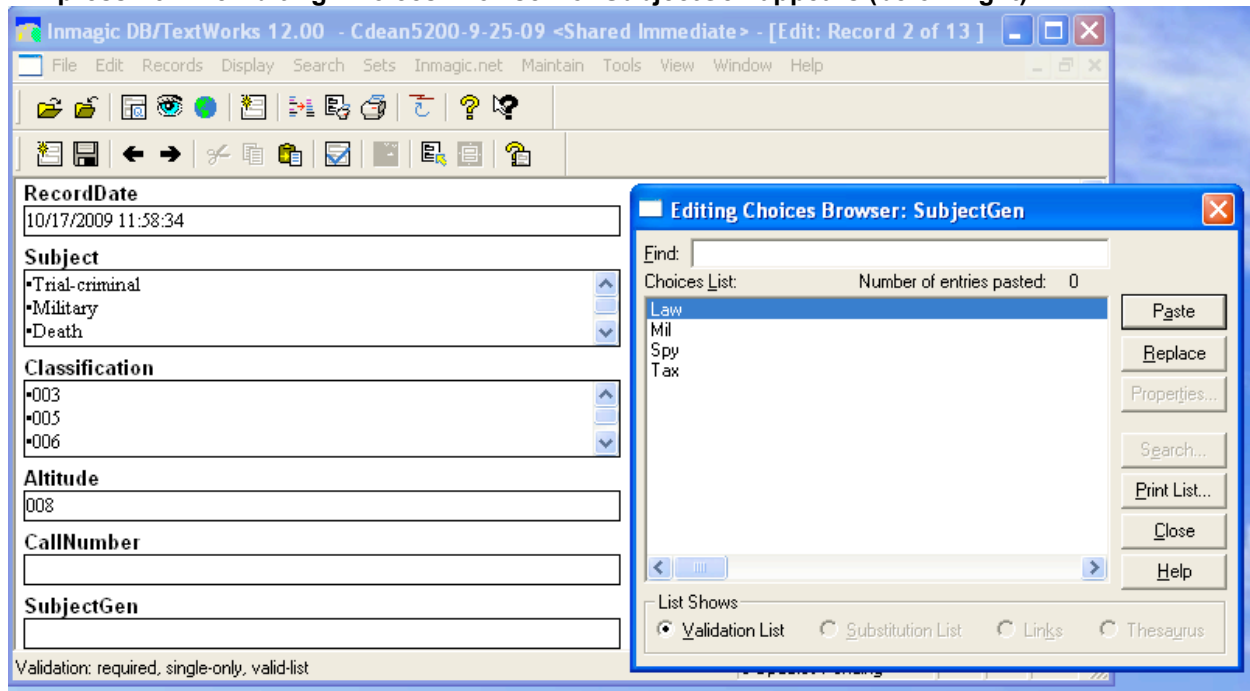 Inmagic DB/TextWorks 12.00 - Cdean5200-9-25-09 <Shared Immediate> - [Edit: Record 2 of 13 ]
File Edit Records Display Search Sets Inmagic.net Maintain Tools View Window Help
RecordDate
10/17/2009 11:58:34
Subject
▪Trial-criminal
▪Military
▪Death
Classification
▪003
▪005
▪006
Altitude
008
CallNumber
SubjectGen
Validation: required, single-only, valid-list
Editing Choices Browser: SubjectGen
Find:
Choices List: Number of entries pasted: 0
Law
Mil
Spy
Tax
Paste
Replace
Properties...
Search...
Print List...
Close
Help
List Shows
Validation List Substitution List Links Thesaurus